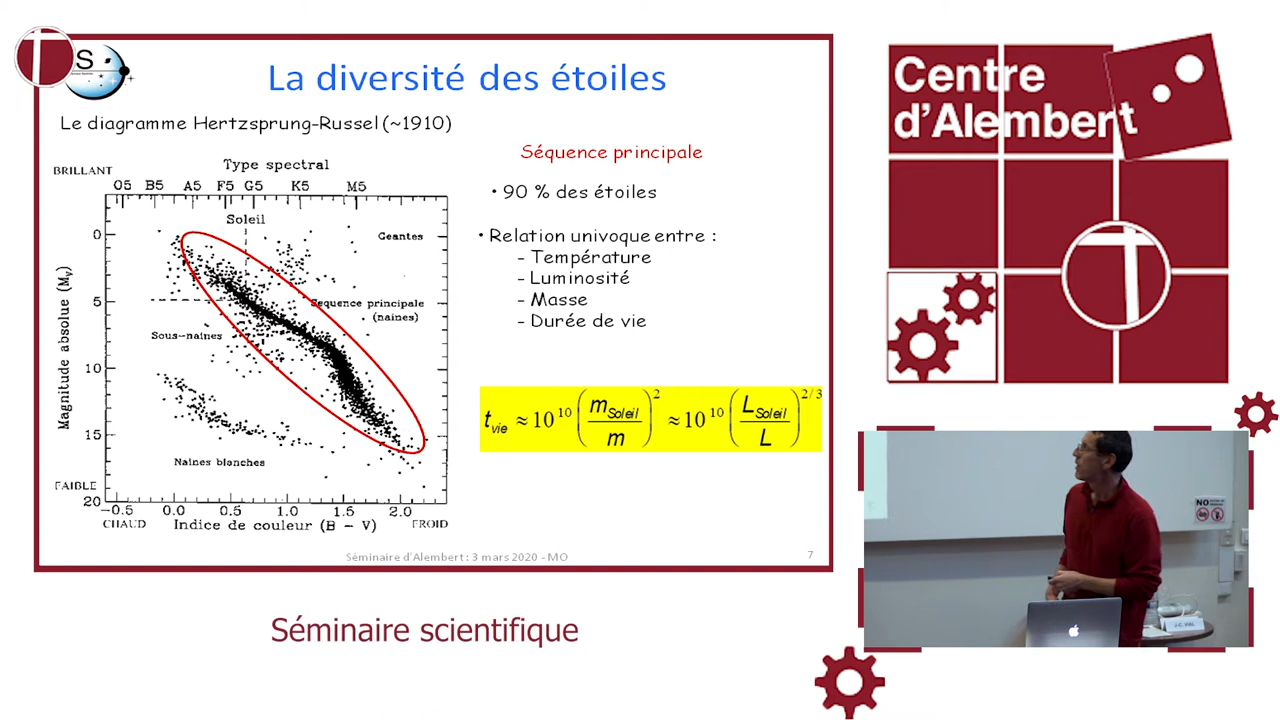 S
La diversité des étoiles
Le diagramme Hertzsprung-Russel (~1910)
BRILLANT
Type spectral
O5 B5 A5 F5 G5 K5 M5
Soleil
Geantes
Séquence principale
(naines)
Sous-naines
Naines blanches
Magnitude absolue (Mv)
0
5
10
15
20
FAIBLE
-0.5 0.0 0.5 1.0 1.5 2.0
CHAUD
Indice de couleur (B - V)
FROID
Séquence principale
• 90 % des étoiles
• Relation univoque entre :
- Température
- Luminosité
- Masse
- Durée de vie
t_vie ≈ 10^10 (m_Soleil / m)^2 ≈ 10^10 (L_Soleil / L)^2/3
Séminaire d'Alembert : 3 mars 2020 - MO
7
Séminaire scientifique
Centre
d'Alembert
NO
J.C. VIAL